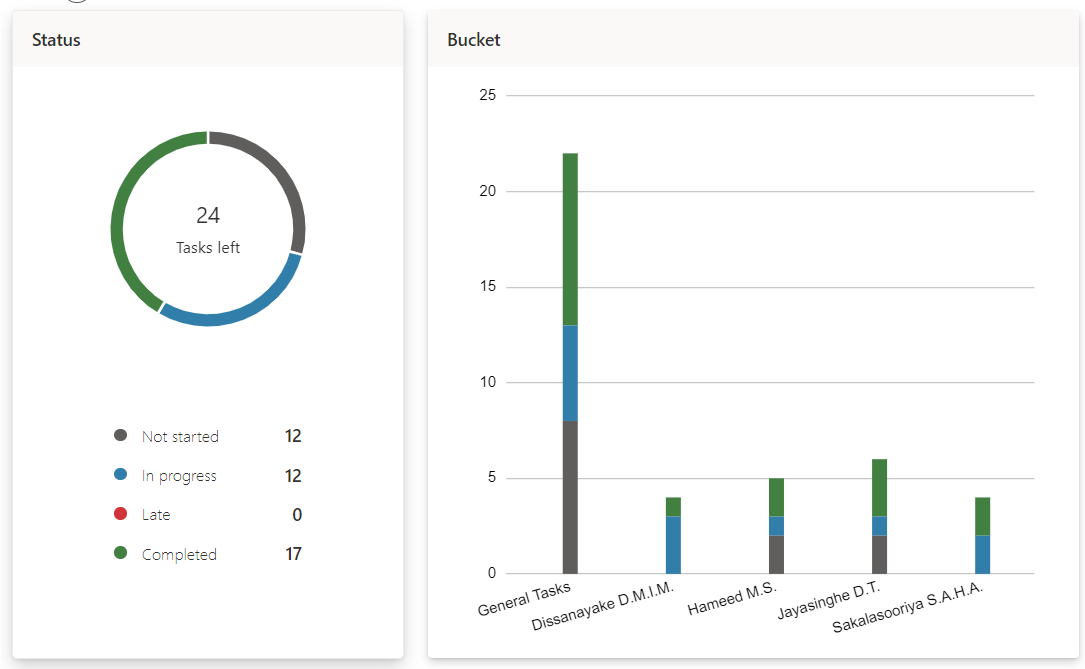 Status
24
Tasks left
Not started 12
In progress 12
Late 0
Completed 17
Bucket
25
20
15
10
5
0
General Tasks
Dissanayake D.M.I.M.
Hameed M.S.
Jayasinghe D.T.
Sakalasooriya S.A.H.A.